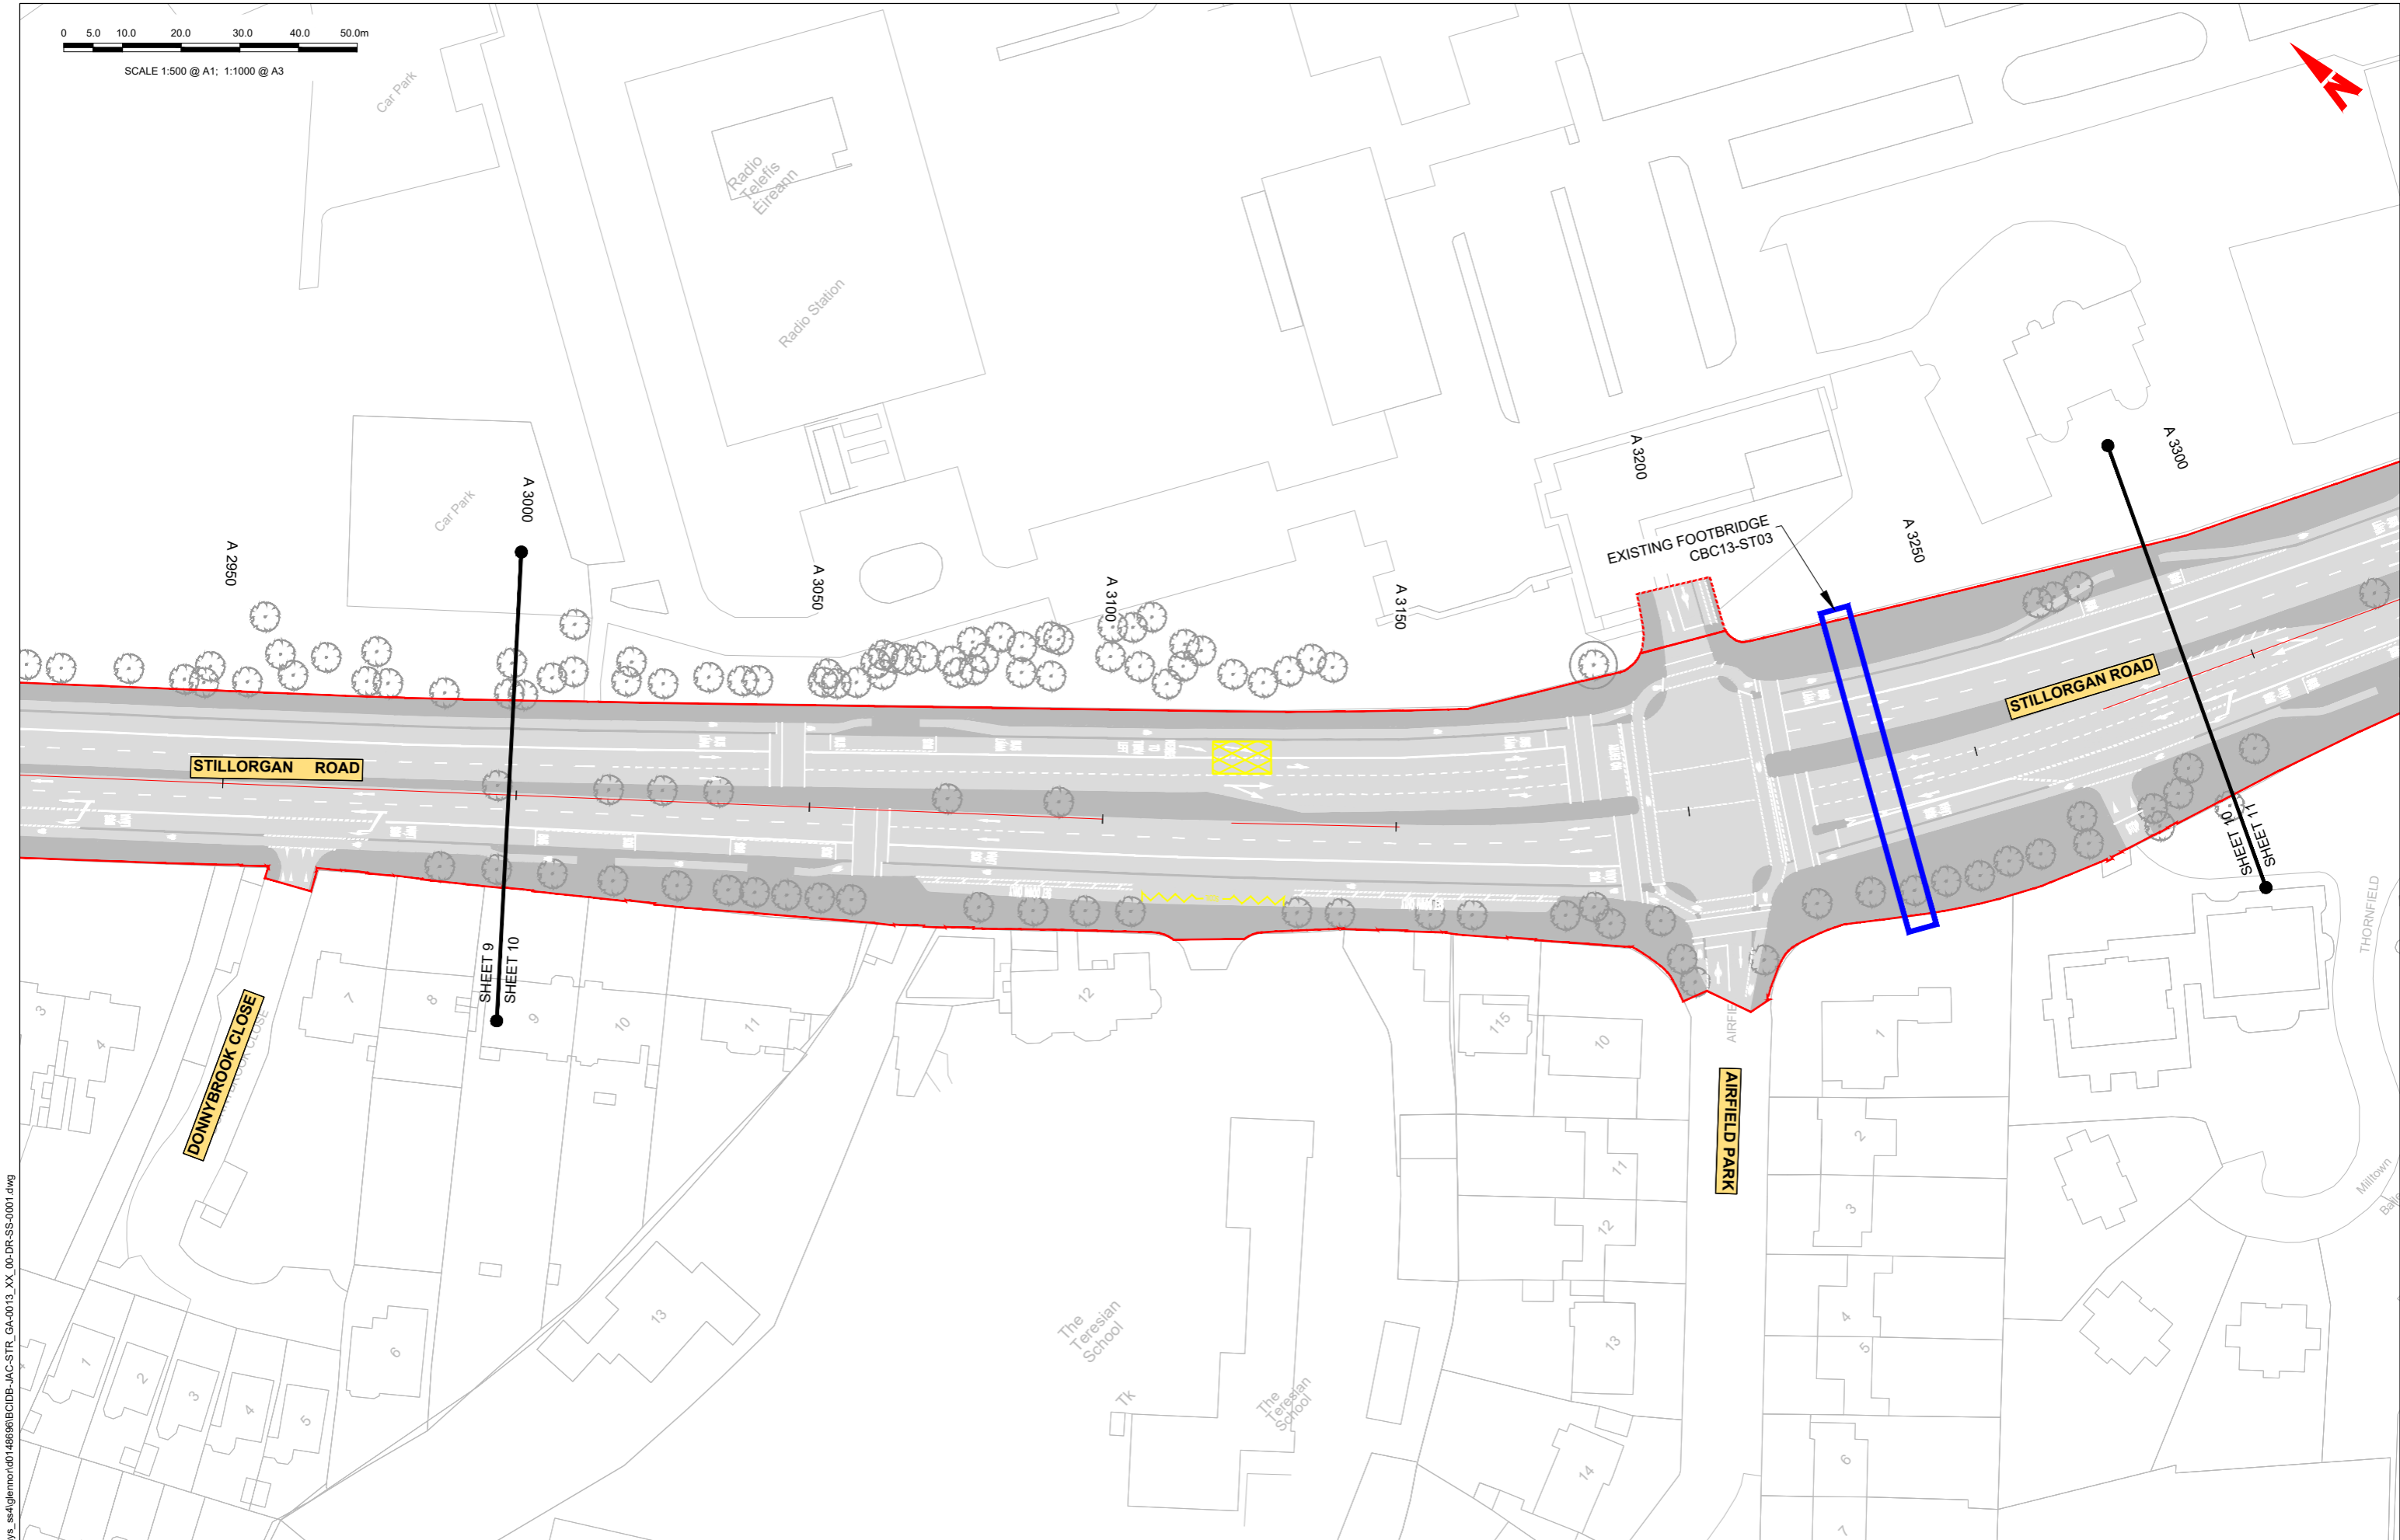 0 5.0 10.0 20.0 30.0 40.0 50.0m
SCALE 1:500 @ A1; 1:1000 @ A3
Car Park
Radio
Telefís
Éireann
Radio Station
Car Park
A 2950
A 3000
A 3050
A 3100
A 3150
A 3200
A 3250
A 3300
EXISTING FOOTBRIDGE
CBC13-ST03
N
STILLORGAN ROAD
STILLORGAN ROAD
SHEET 9
SHEET 10
SHEET 10
SHEET 11
DONNYBROOK CLOSE
AIRFIELD PARK
THORNFIELD
Milltown
3
4
7
8
9
10
11
12
115
10
1
2
3
4
5
6
7
11
12
13
14
13
6
1
2
3
4
5
The
Teresian
School
The
Teresian
School
Tk